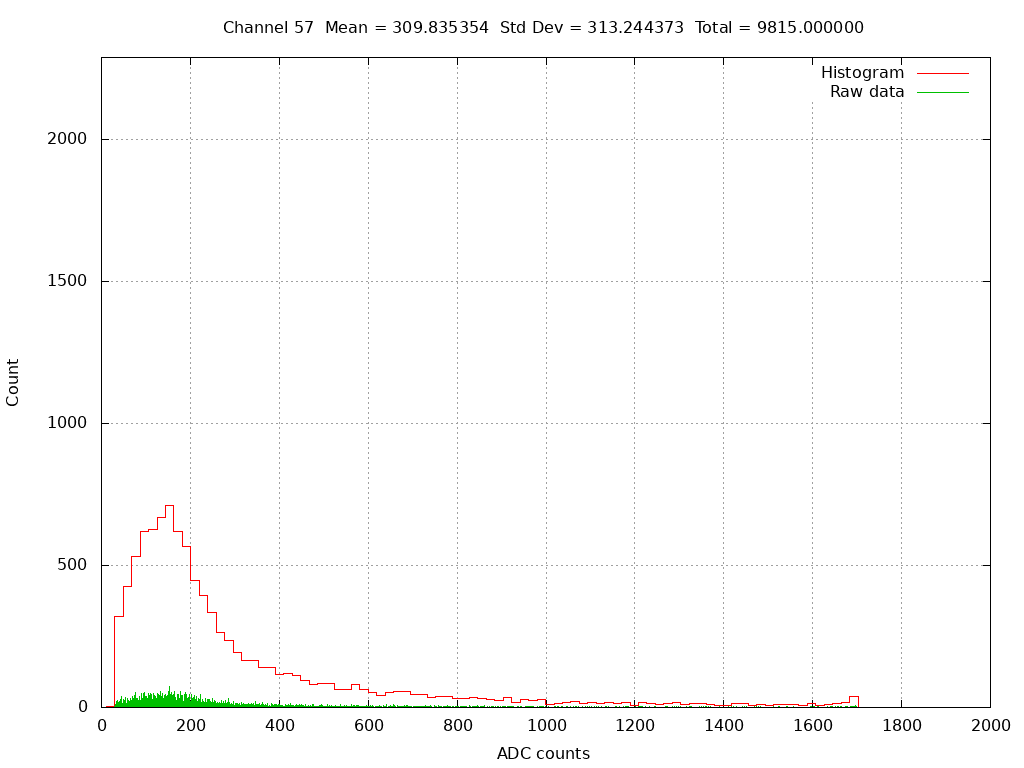 Channel 57  Mean = 309.835354  Std Dev = 313.244373  Total = 9815.000000
Histogram
Raw data
2000
1500
1000
500
0
Count
0 200 400 600 800 1000 1200 1400 1600 1800 2000
ADC counts